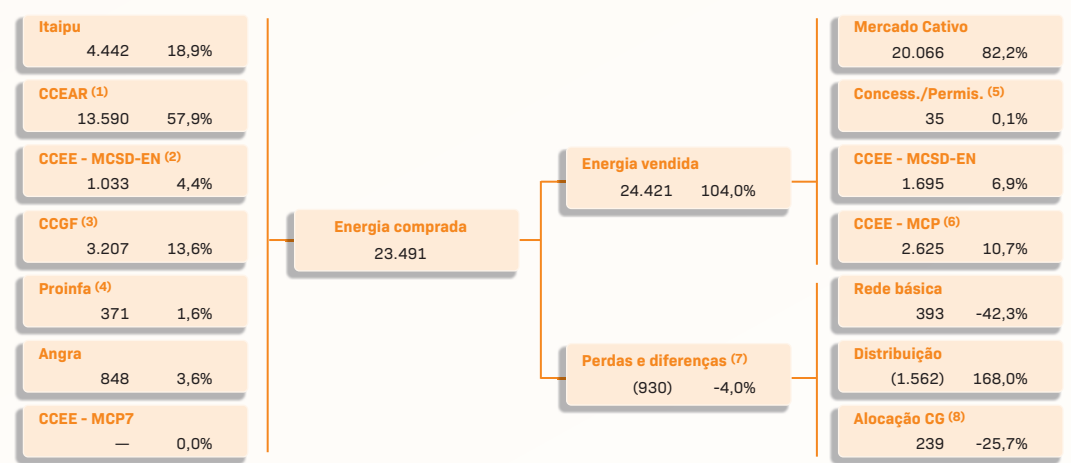 Itaipu
4.442 18,9%
CCEAR (1)
13.590 57,9%
CCEE - MCSD-EN (2)
1.033 4,4%
CCGF (3)
3.207 13,6%
Proinfa (4)
371 1,6%
Angra
848 3,6%
CCEE - MCP7
— 0,0%
Energia comprada
23.491
Energia vendida
24.421 104,0%
Perdas e diferenças (7)
(930) -4,0%
Mercado Cativo
20.066 82,2%
Concess./Permis. (5)
35 0,1%
CCEE - MCSD-EN
1.695 6,9%
CCEE - MCP (6)
2.625 10,7%
Rede básica
393 -42,3%
Distribuição
(1.562) 168,0%
Alocação CG (8)
239 -25,7%